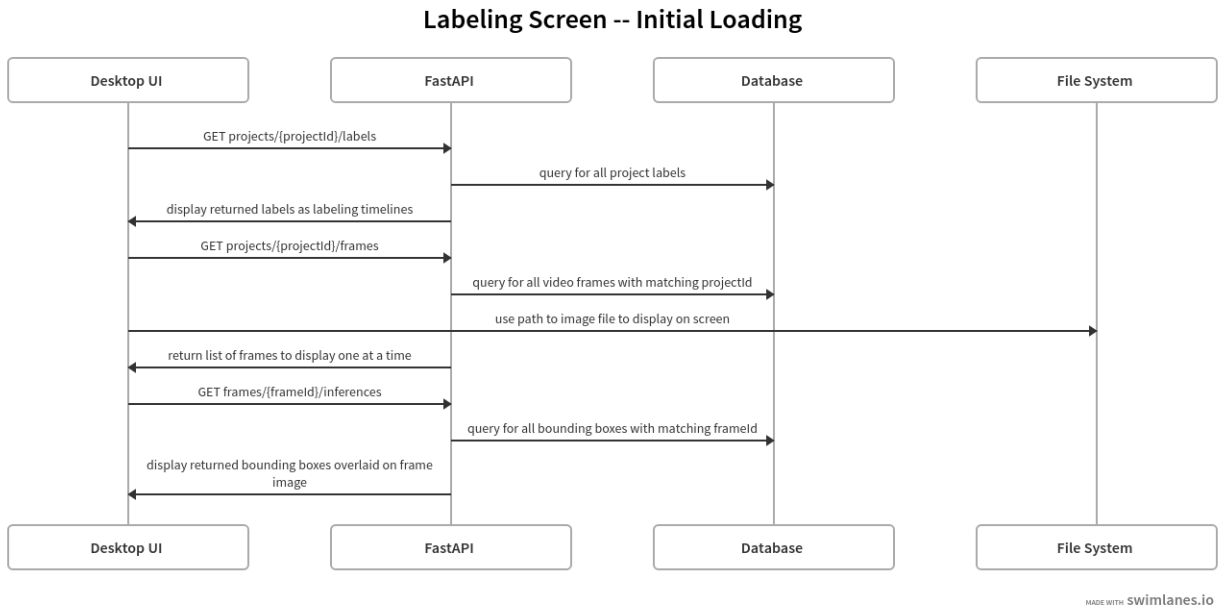 Labeling Screen -- Initial Loading
Desktop UI
FastAPI
Database
File System
GET projects/{projectId}/labels
query for all project labels
display returned labels as labeling timelines
GET projects/{projectId}/frames
query for all video frames with matching projectId
use path to image file to display on screen
return list of frames to display one at a time
GET frames/{frameId}/inferences
query for all bounding boxes with matching frameId
display returned bounding boxes overlaid on frame
image
Desktop UI
FastAPI
Database
File System
MADE WITH swimlanes.io